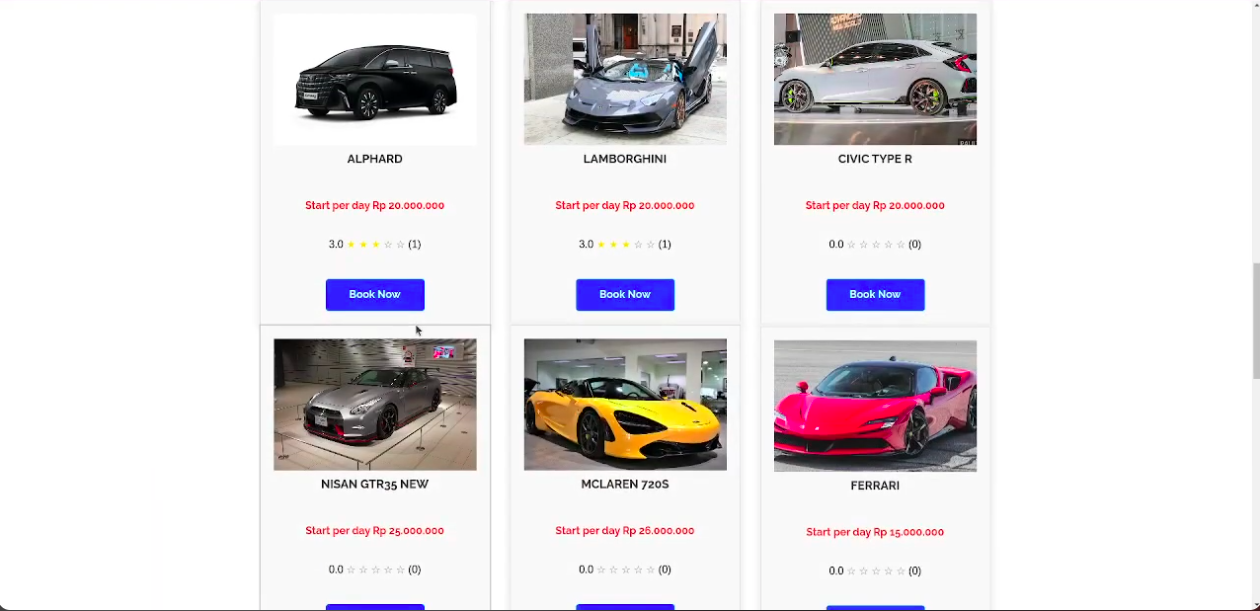 ALPHARD
Start per day Rp 20.000.000
3.0 ★ ★ ★ ☆ ☆ (1)
Book Now
LAMBORGHINI
Start per day Rp 20.000.000
3.0 ★ ★ ★ ☆ ☆ (1)
Book Now
CIVIC TYPE R
Start per day Rp 20.000.000
0.0 ☆ ☆ ☆ ☆ ☆ (0)
Book Now
NISAN GTR35 NEW
Start per day Rp 25.000.000
0.0 ☆ ☆ ☆ ☆ ☆ (0)
MCLAREN 720S
Start per day Rp 26.000.000
0.0 ☆ ☆ ☆ ☆ ☆ (0)
FERRARI
Start per day Rp 15.000.000
0.0 ☆ ☆ ☆ ☆ ☆ (0)